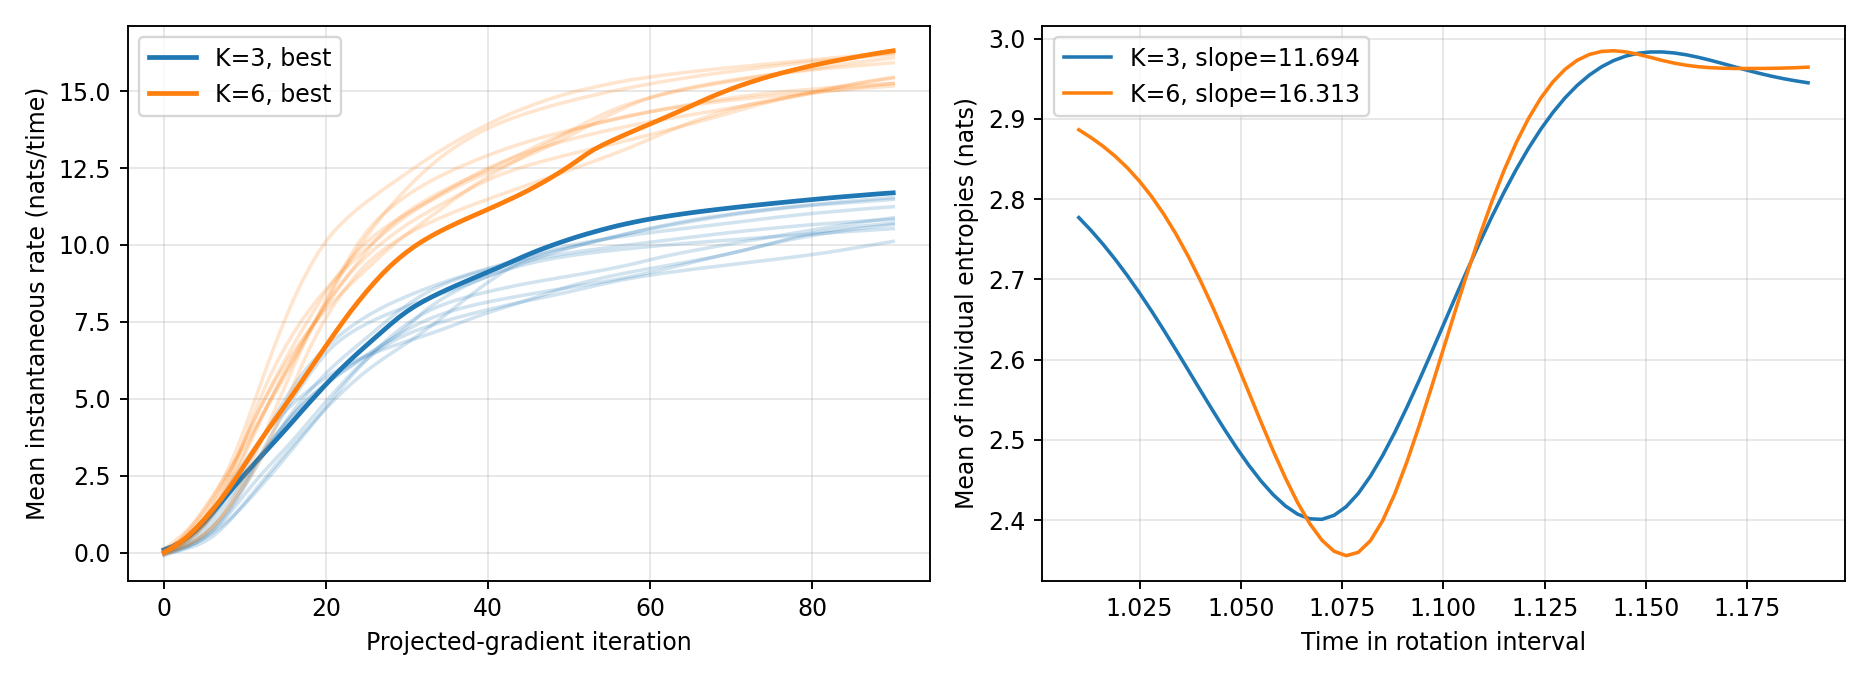 K=3, best
K=6, best
Mean instantaneous rate (nats/time)
15.0
12.5
10.0
7.5
5.0
2.5
0.0
0 20 40 60 80
Projected-gradient iteration
K=3, slope=11.694
K=6, slope=16.313
Mean of individual entropies (nats)
3.0
2.9
2.8
2.7
2.6
2.5
2.4
1.025 1.050 1.075 1.100 1.125 1.150 1.175
Time in rotation interval